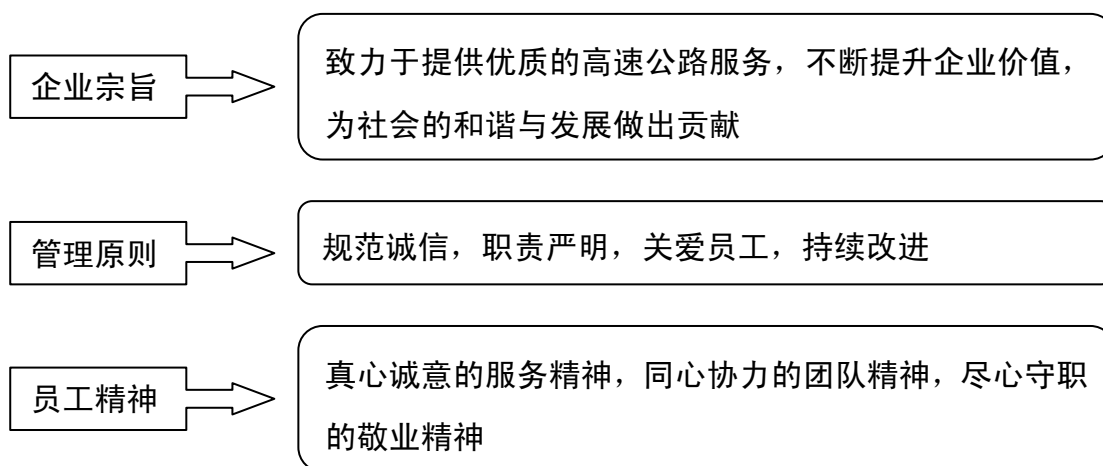 企业宗旨
致力于提供优质的高速公路服务，不断提升企业价值，
为社会的和谐与发展做出贡献
管理原则
规范诚信，职责严明，关爱员工，持续改进
员工精神
真心诚意的服务精神，同心协力的团队精神，尽心守职
的敬业精神